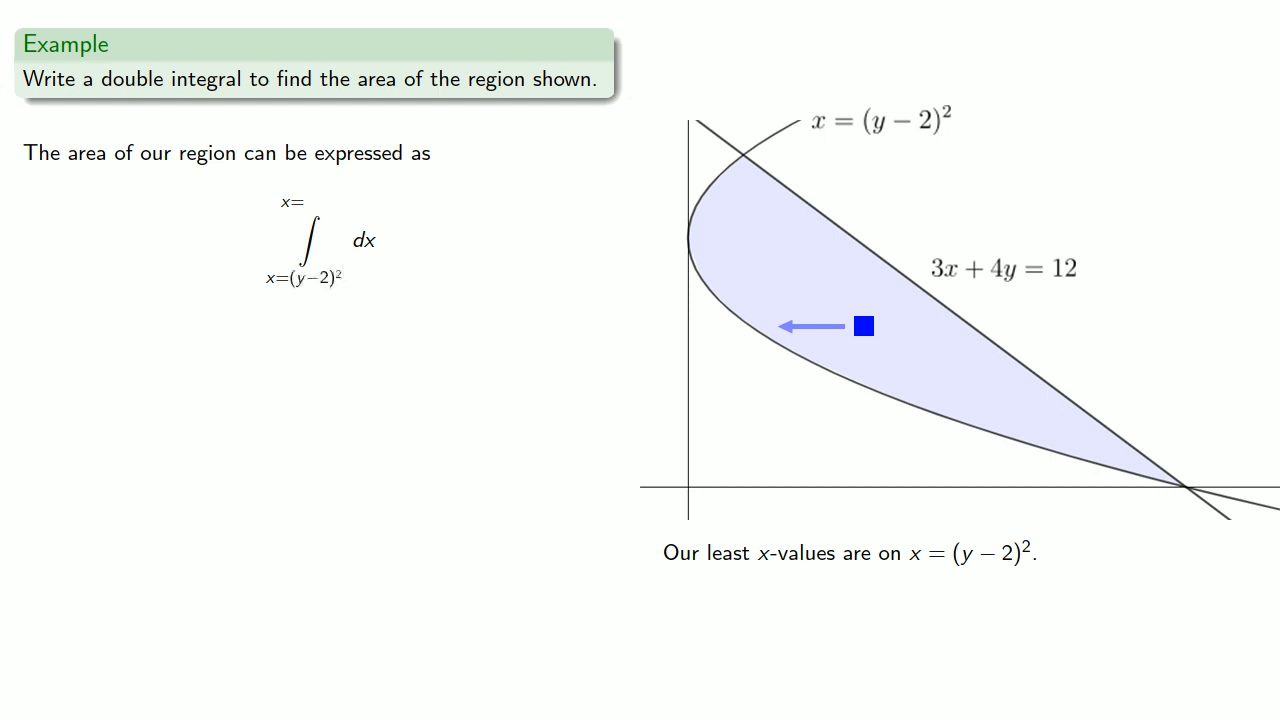 Example
Write a double integral to find the area of the region shown.
The area of our region can be expressed as
x=
∫ dx
x=(y−2)²
x = (y − 2)²
3x + 4y = 12
Our least x-values are on x = (y − 2)².